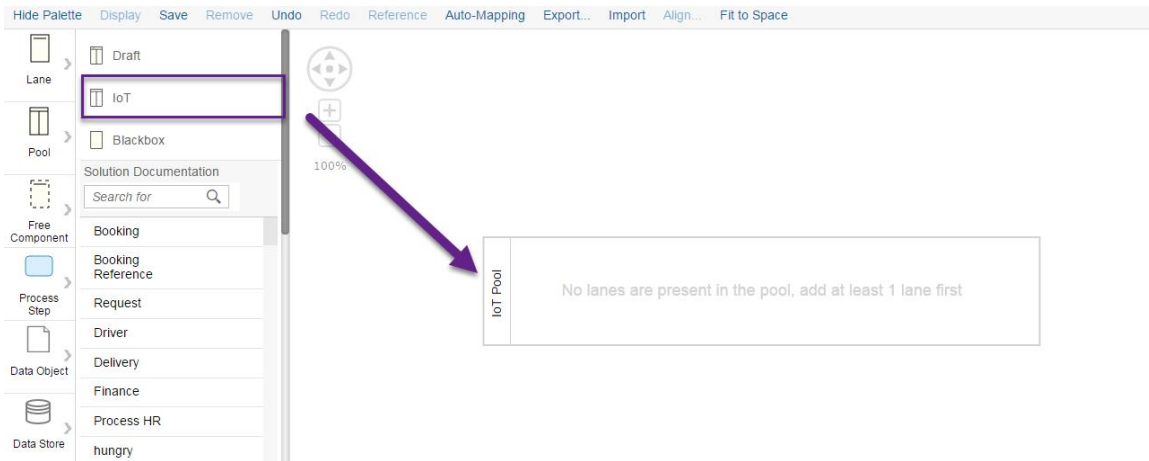 Hide Palette Display Save Remove Undo Redo Reference Auto-Mapping Export... Import Align... Fit to Space
Lane
Pool
Free
Component
Process
Step
Data Object
Data Store
Draft
IoT
Blackbox
Solution Documentation
Search for
Booking
Booking
Reference
Request
Driver
Delivery
Finance
Process HR
hungry
100%
IoT Pool
No lanes are present in the pool, add at least 1 lane first